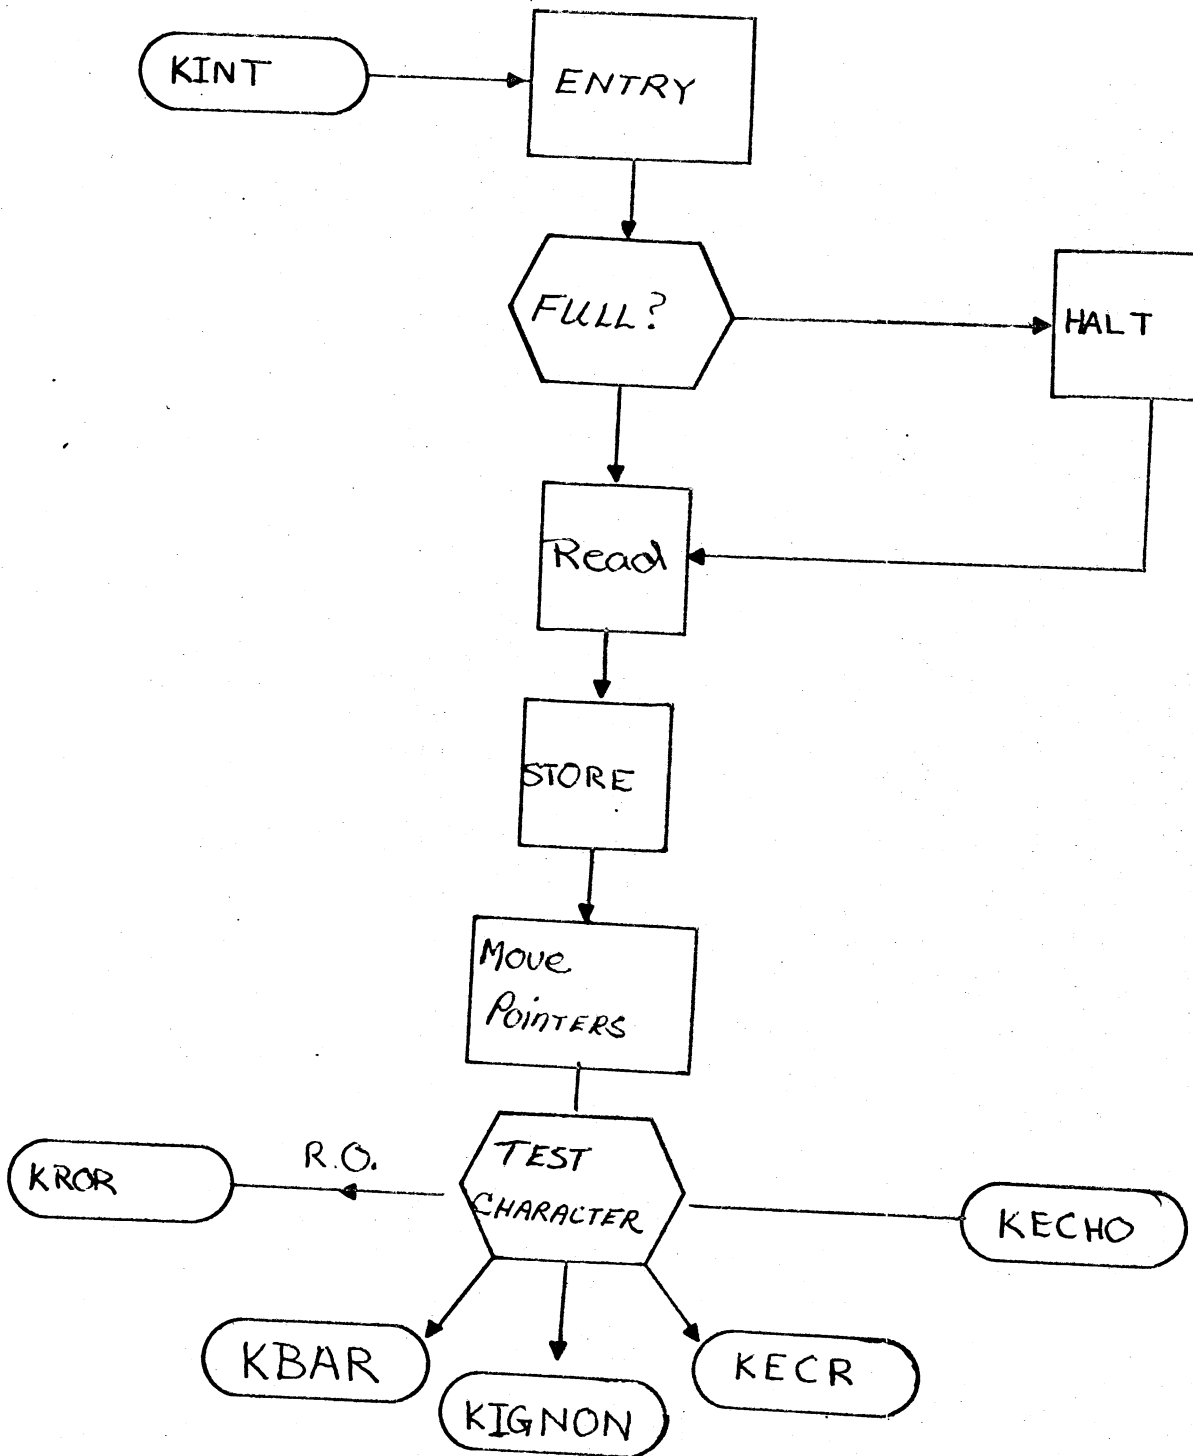 KINT
ENTRY
FULL?
HALT
Read
STORE
Move
Pointers
R.O.
TEST
CHARACTER
KROR
KECHO
KBAR
KIGNON
KECR